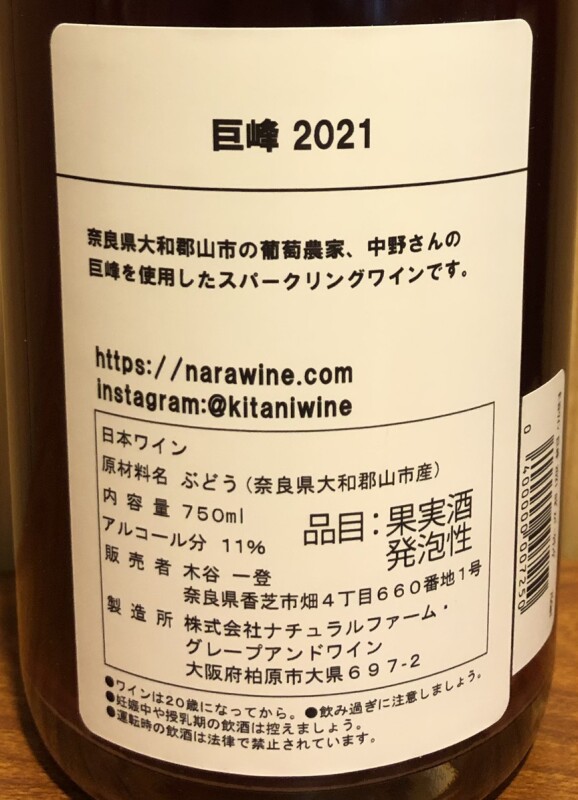 巨峰 2021
奈良県大和郡山市の葡萄農家、中野さんの
巨峰を使用したスパークリングワインです。
https://narawine.com
instagram:@kitaniwine
日本ワイン
原材料名 ぶどう（奈良県大和郡山市産）
内容量 750ml
アルコール分 11%
品目：果実酒
発泡性
販売者 木谷 一登
奈良県香芝市畑4丁目660番地1号
製造所 株式会社ナチュラルファーム・
グレープアンドワイン
大阪府柏原市大県697-2
●ワインは20歳になってから。●飲み過ぎに注意しましょう。
●妊娠中や授乳期の飲酒は控えましょう。
●運転時の飲酒は法律で禁止されています。
0 400000 007250